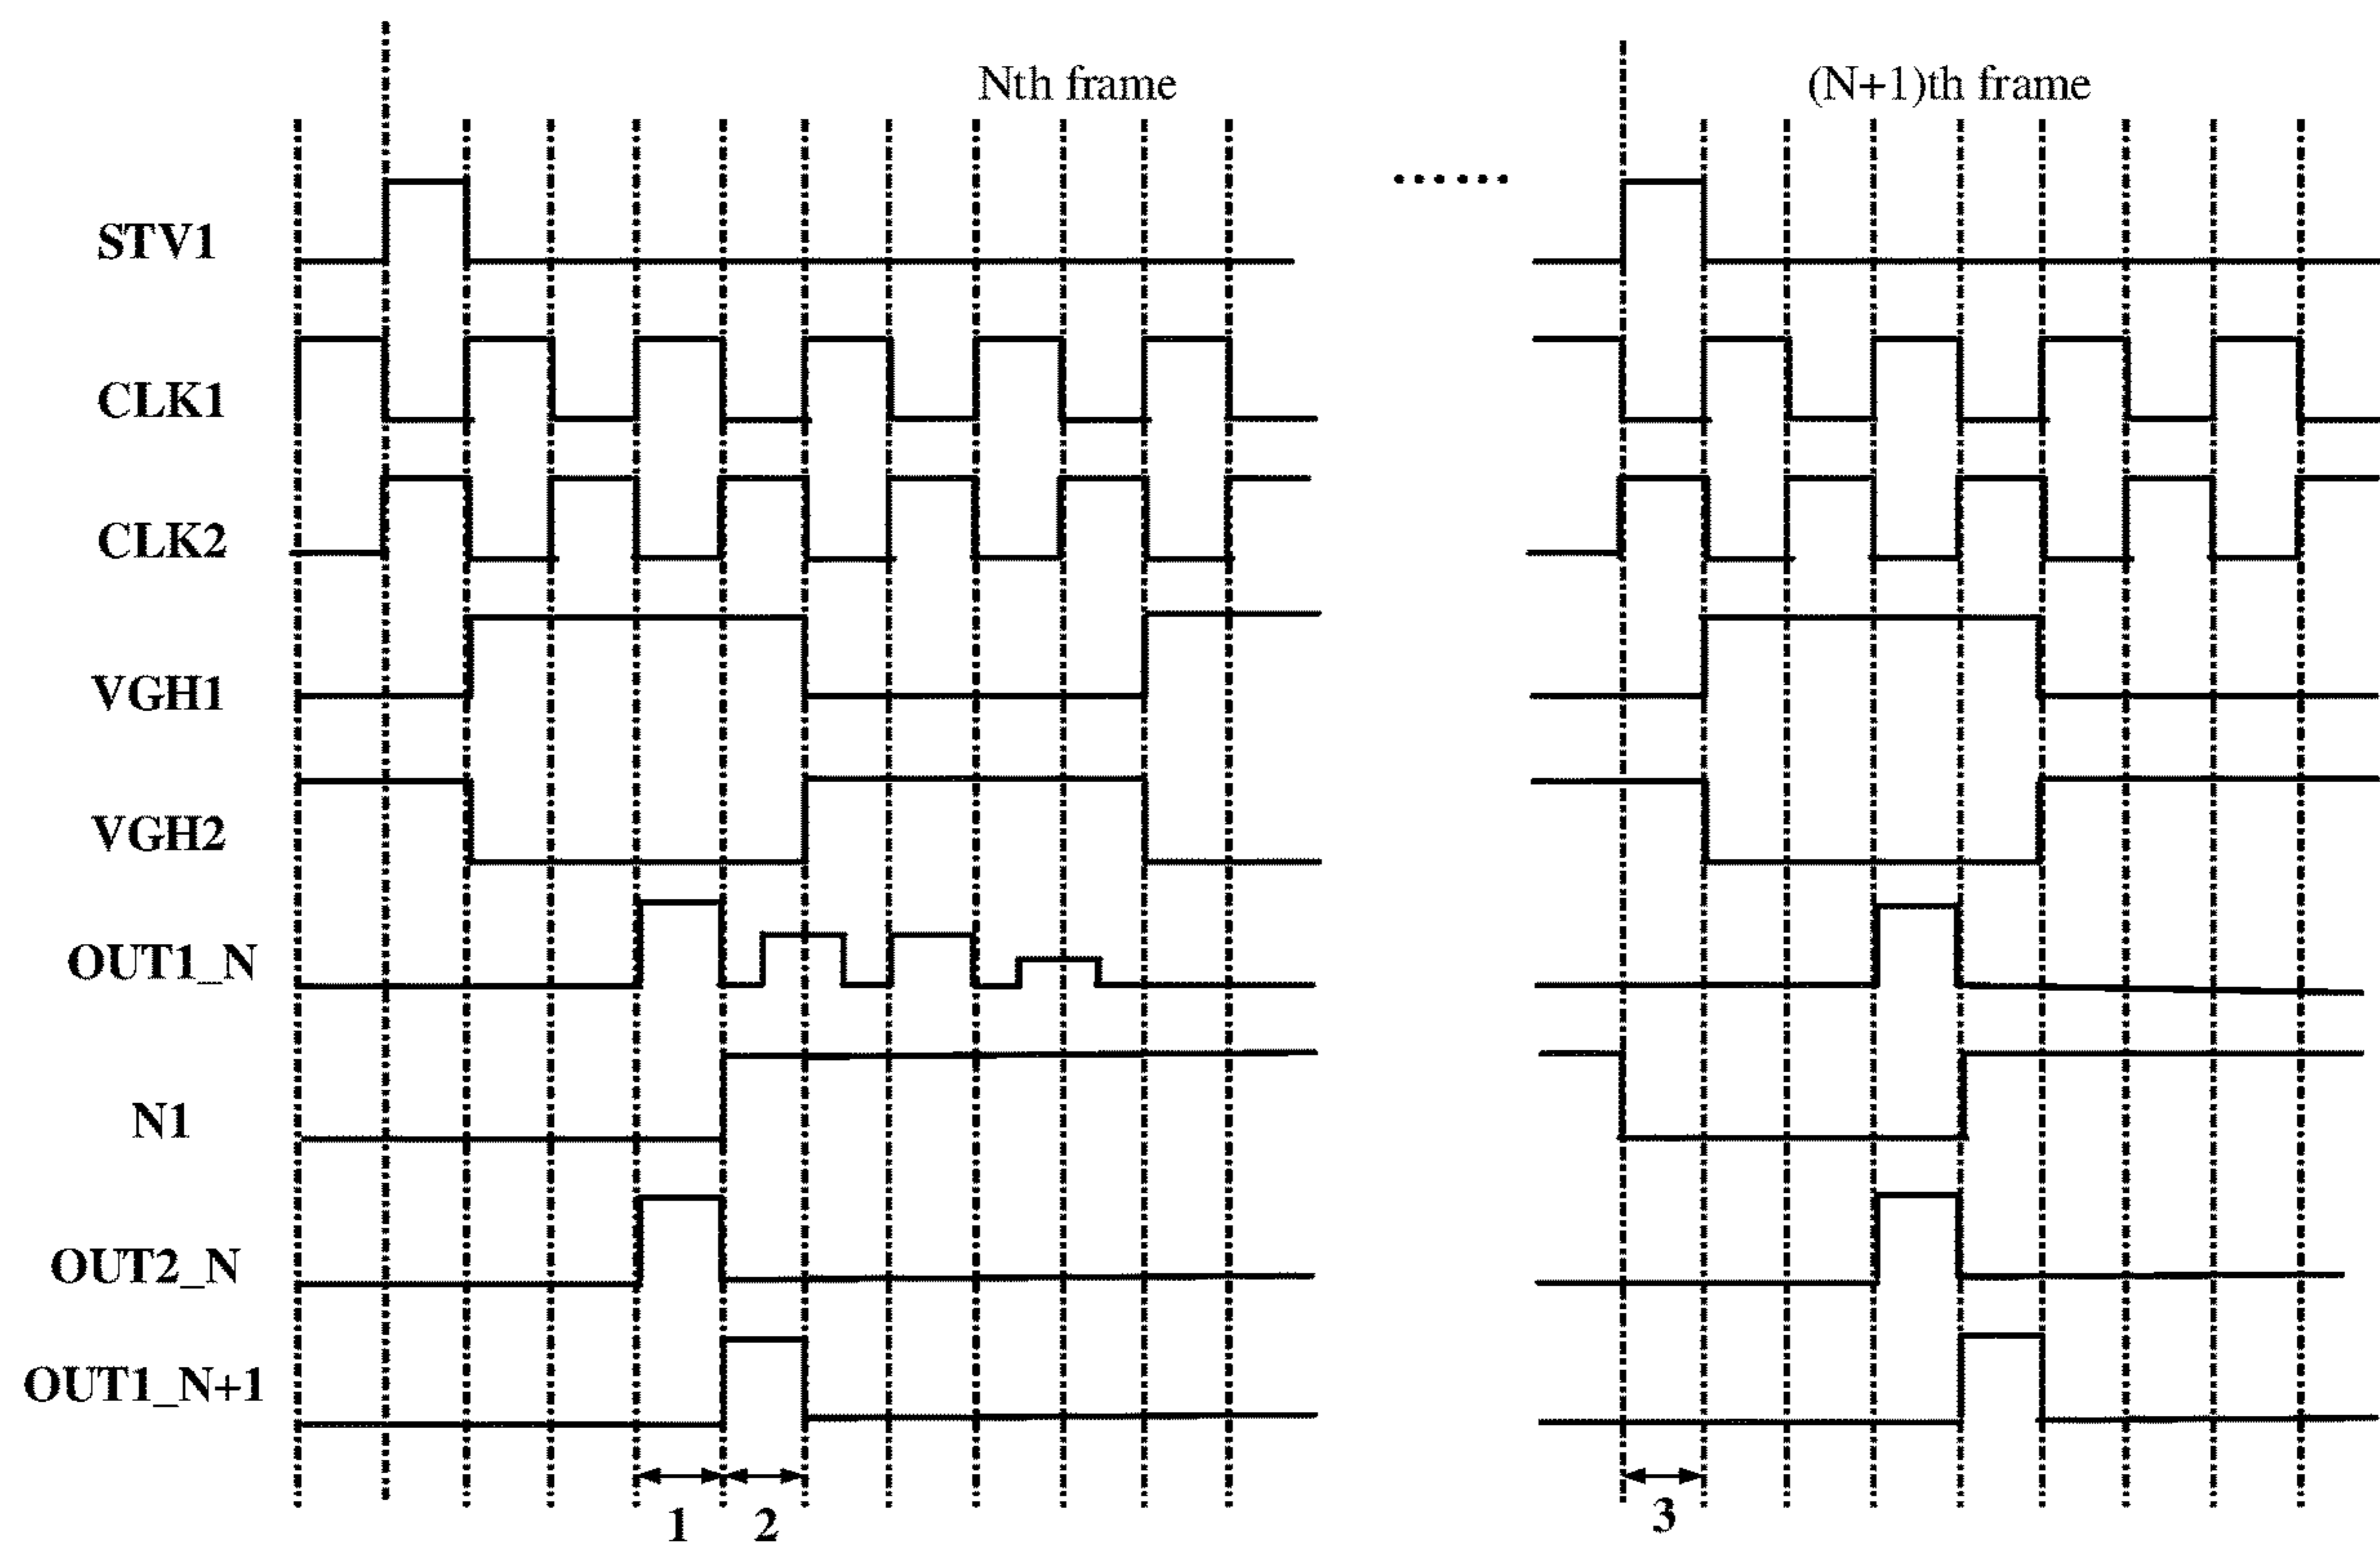 Nth frame
(N+1)th frame
......
STV1
CLK1
CLK2
VGH1
VGH2
OUT1_N
N1
OUT2_N
OUT1_N+1
1
2
3